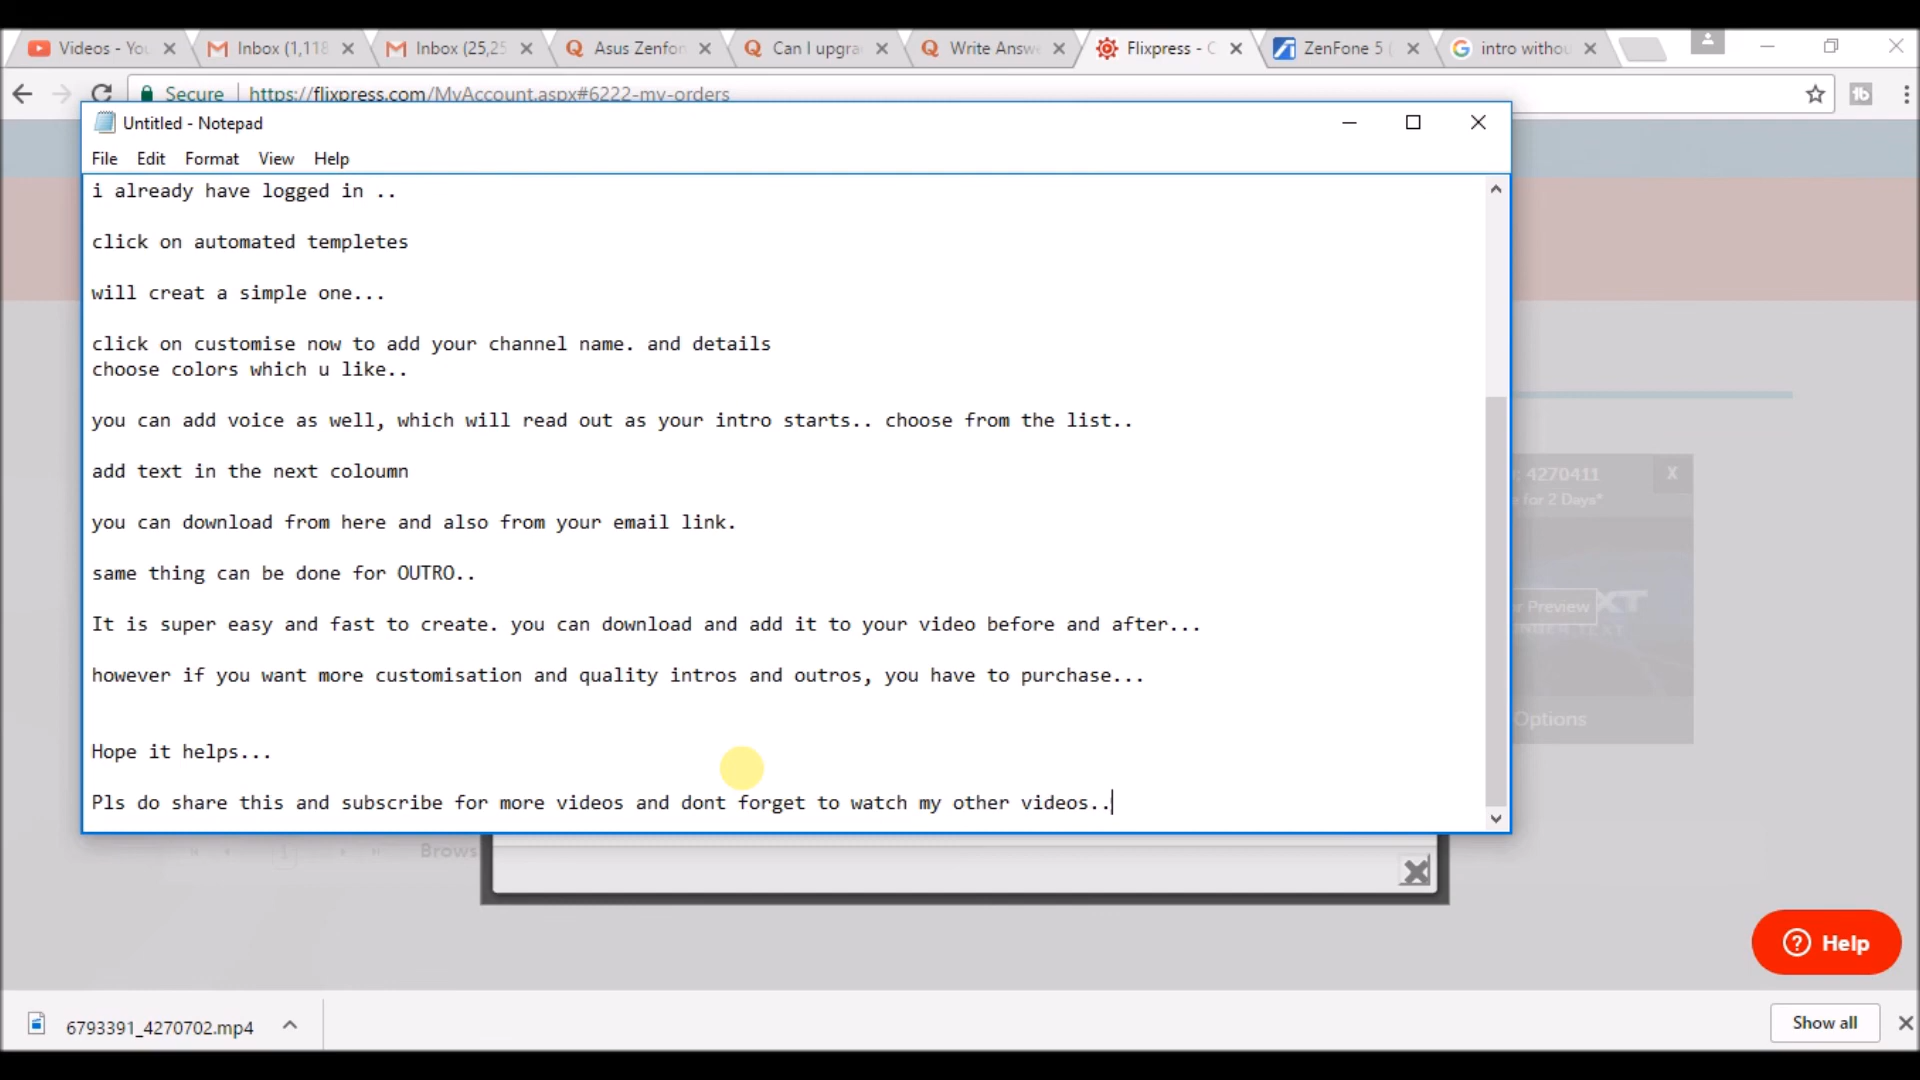 Videos - You
Inbox (1,118
Inbox (25,25
Asus Zenfon
Can I upgra
Write Answe
Flixpress - C
ZenFone 5 (
intro withou
Secure
https://flixpress.com/MyAccount.aspx#6222-my-orders
Untitled - Notepad
File Edit Format View Help
i already have logged in ..
click on automated templetes
will creat a simple one...
click on customise now to add your channel name. and details
choose colors which u like..
you can add voice as well, which will read out as your intro starts.. choose from the list..
add text in the next coloumn
you can download from here and also from your email link.
same thing can be done for OUTRO..
It is super easy and fast to create. you can download and add it to your video before and after...
however if you want more customisation and quality intros and outros, you have to purchase...
Hope it helps...
Pls do share this and subscribe for more videos and dont forget to watch my other videos..
: 4270411
X
for 2 Days*
r Preview
Options
1
Brows
Help
6793391_4270702.mp4
Show all